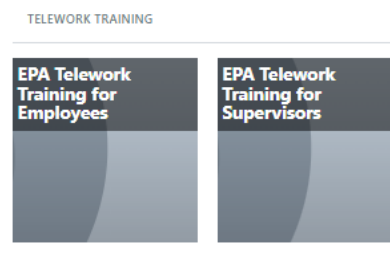 TELEWORK TRAINING
EPA Telework
Training for
Employees
EPA Telework
Training for
Supervisors